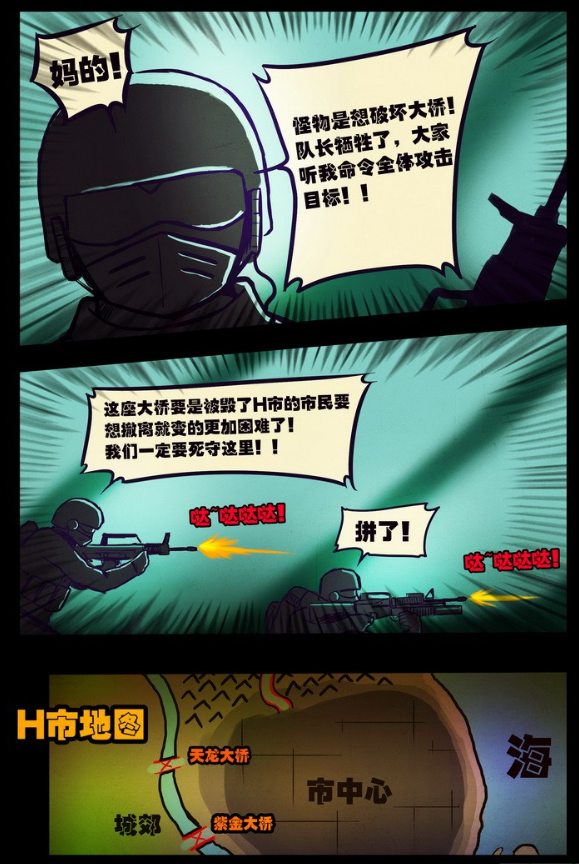 妈的！
怪物是想破坏大桥！
队长牺牲了，大家
听我命令全体攻击
目标！！
这座大桥要是被毁了H市的市民要
想撤离就变的更加困难了！
我们一定要死守这里！！
哒~哒哒哒！
拼了！
哒~哒哒哒！
H市地图
天龙大桥
海
市中心
城郊
紫金大桥